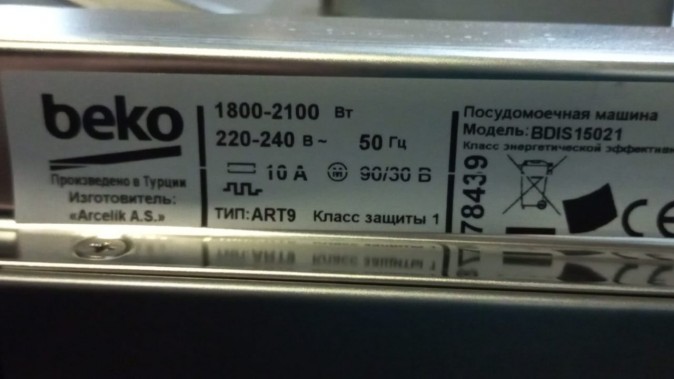 beko
Произведено в Турции
Изготовитель:
«Arcelik A.S.»
1800-2100 Вт
220-240 В ~ 50 Гц
10 А 90/30 В
ТИП:ART9 Класс защиты 1
78439
Посудомоечная машина
Модель:BDIS15021
Класс энергетической
CE